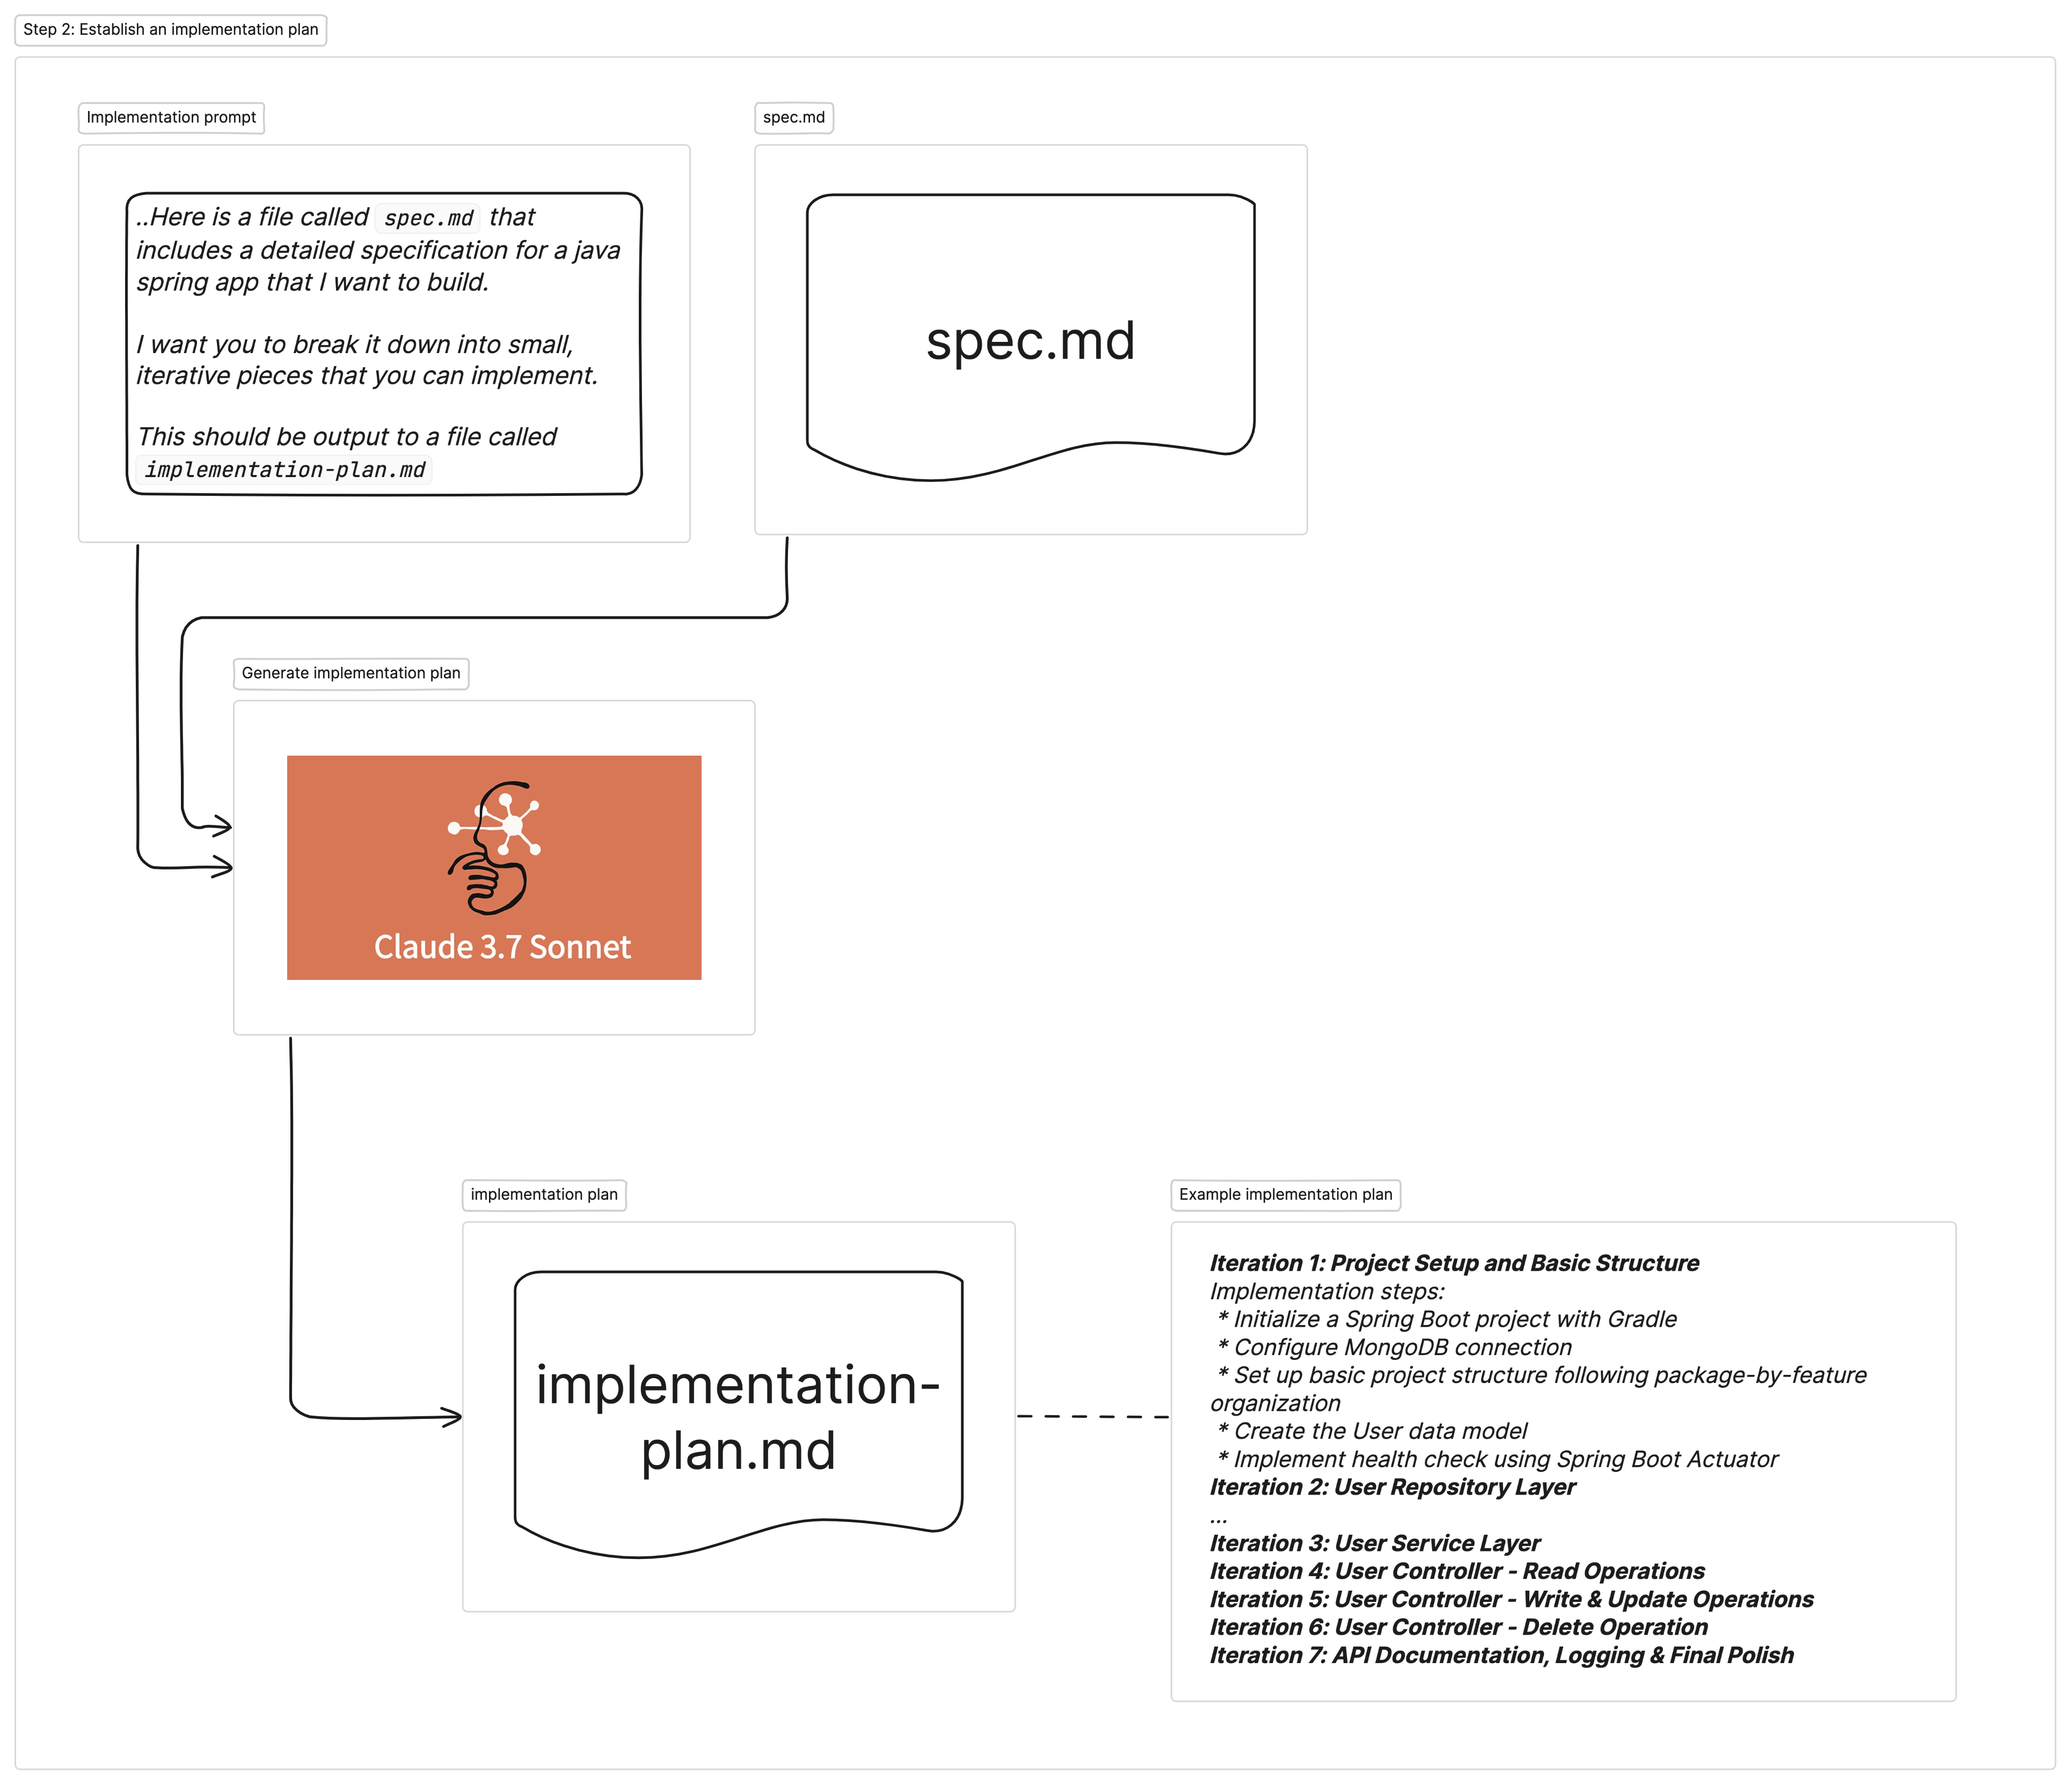 Step 2: Establish an implementation plan
Implementation prompt
..Here is a file called spec.md that
includes a detailed specification for a java
spring app that I want to build.
I want you to break it down into small,
iterative pieces that you can implement.
This should be output to a file called
implementation-plan.md
spec.md
spec.md
Generate implementation plan
Claude 3.7 Sonnet
implementation plan
implementation-
plan.md
Example implementation plan
Iteration 1: Project Setup and Basic Structure
Implementation steps:
* Initialize a Spring Boot project with Gradle
* Configure MongoDB connection
* Set up basic project structure following package-by-feature
organization
* Create the User data model
* Implement health check using Spring Boot Actuator
Iteration 2: User Repository Layer
...
Iteration 3: User Service Layer
Iteration 4: User Controller - Read Operations
Iteration 5: User Controller - Write & Update Operations
Iteration 6: User Controller - Delete Operation
Iteration 7: API Documentation, Logging & Final Polish